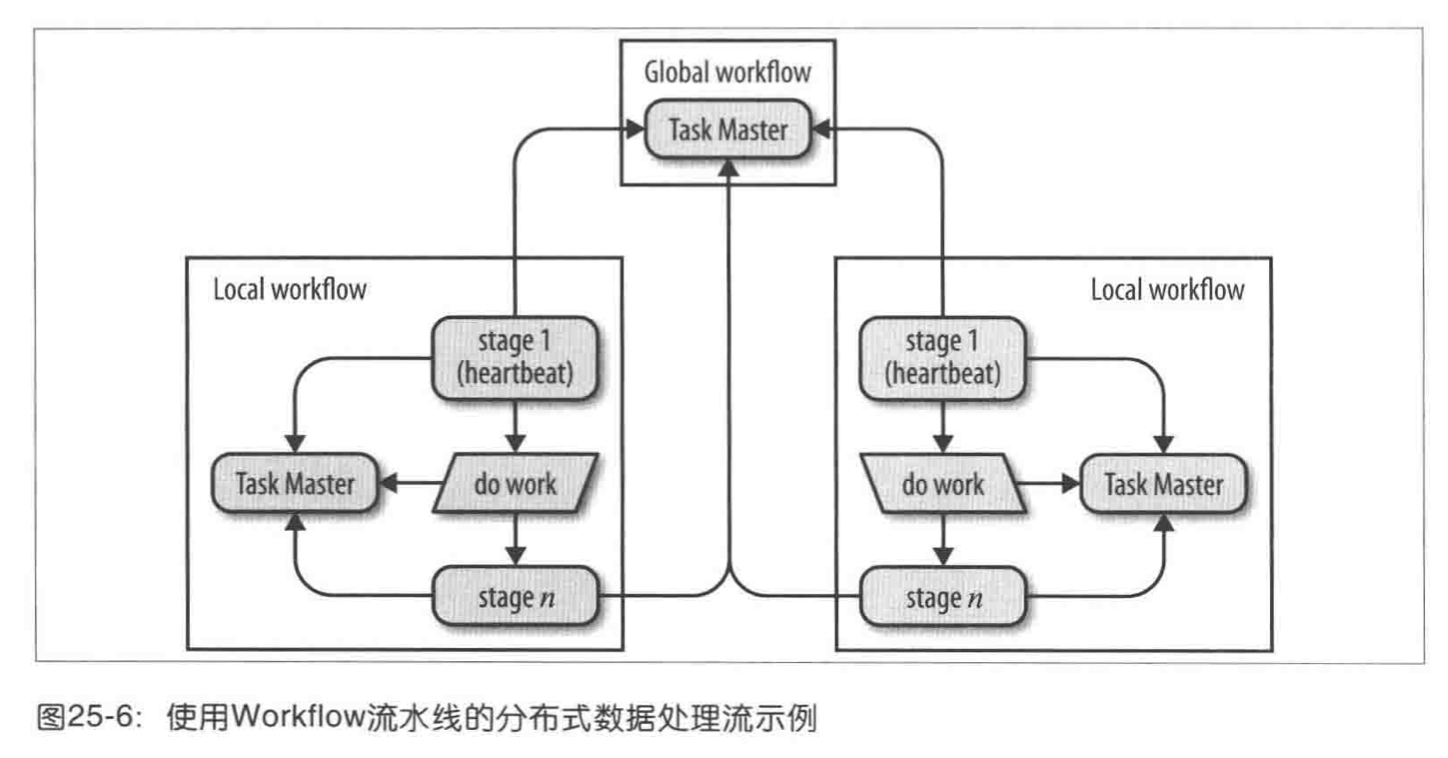 Global workflow
Task Master
Local workflow
stage 1
(heartbeat)
Task Master
do work
stage n
Local workflow
stage 1
(heartbeat)
do work
Task Master
stage n
图25-6: 使用Workflow流水线的分布式数据处理流示例